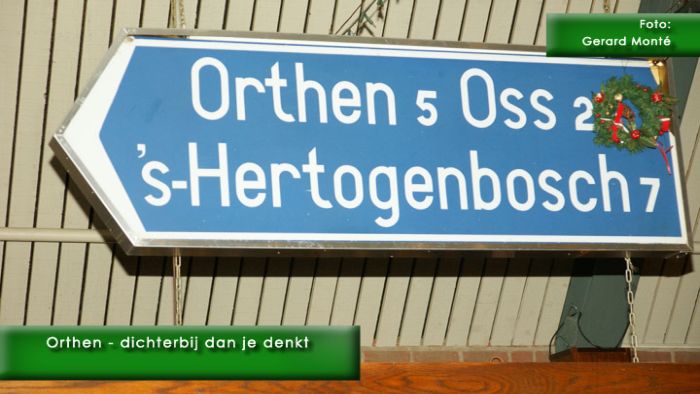 Foto:
Gerard Monté
Orthen 5 Oss 2
's-Hertogenbosch 7
Orthen - dichterbij dan je denkt